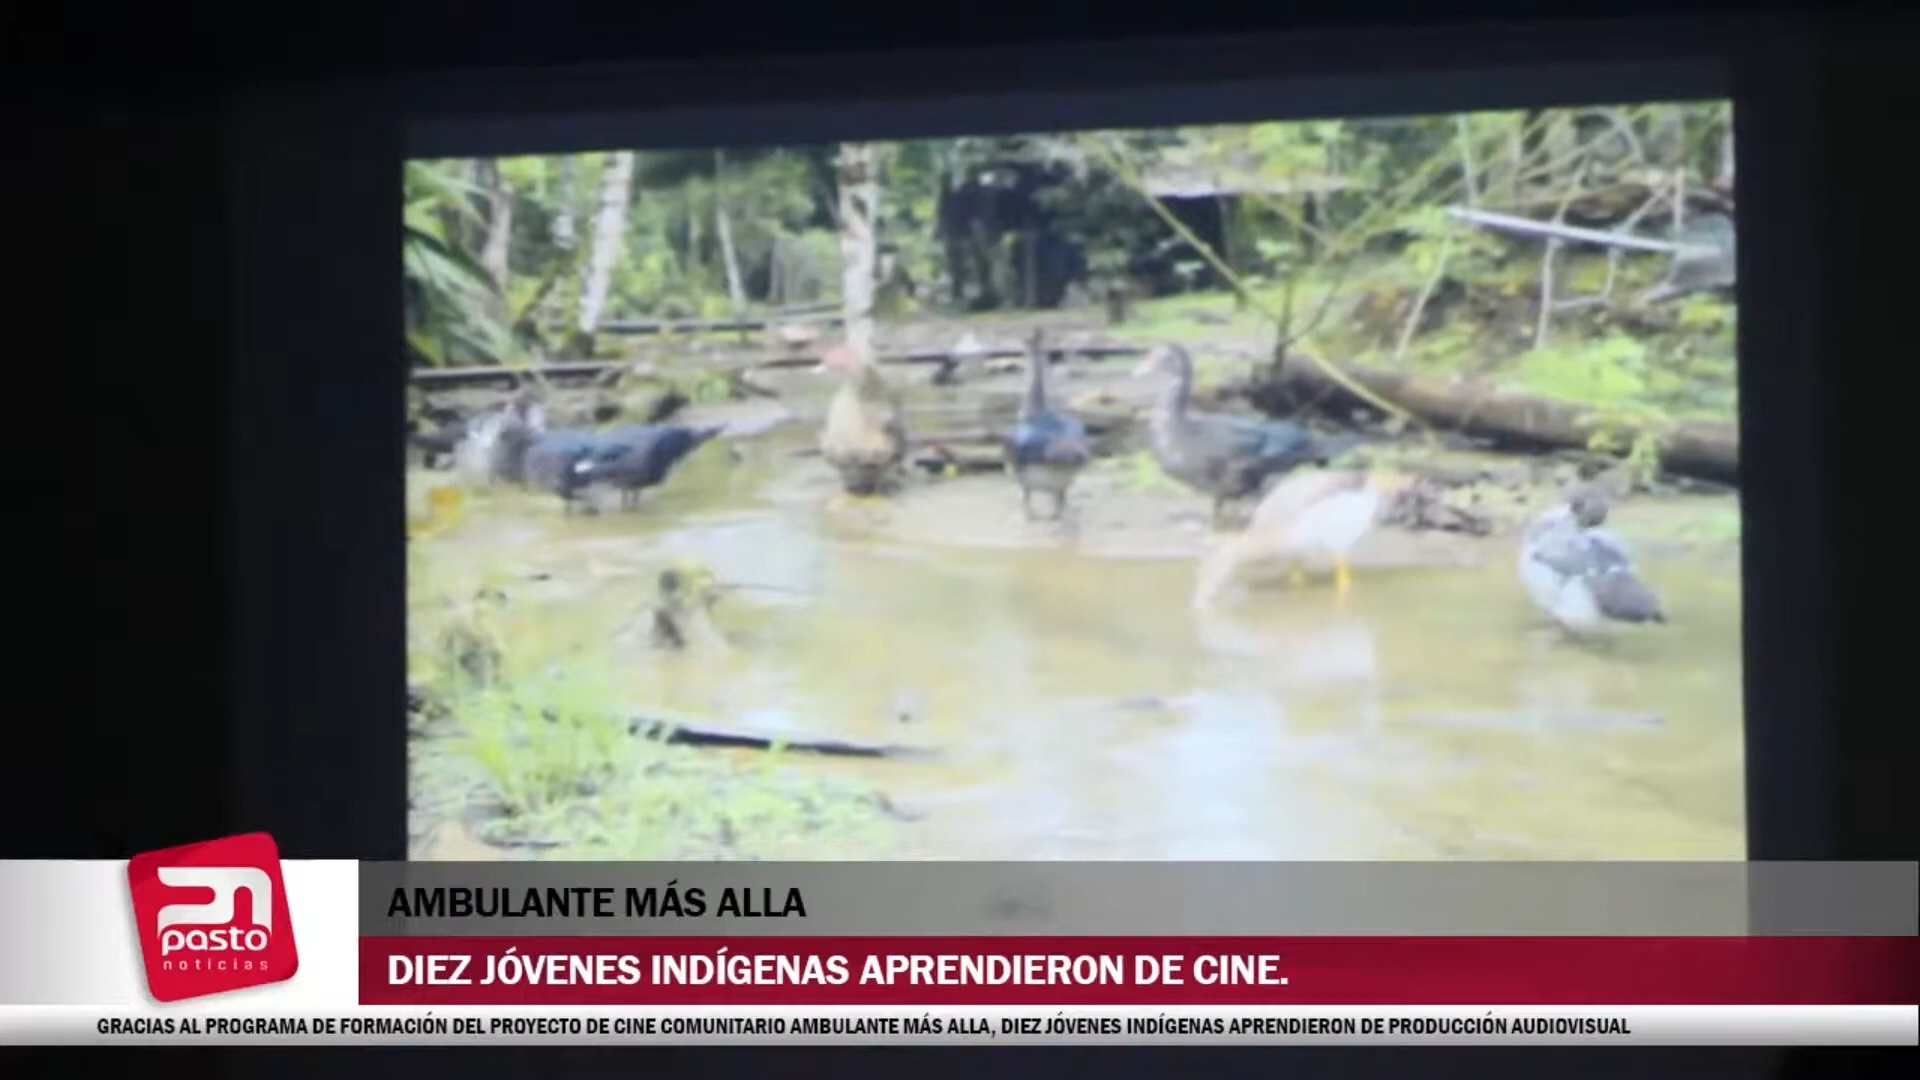 AMBULANTE MÁS ALLA
pasto
noticias
DIEZ JÓVENES INDÍGENAS APRENDIERON DE CINE.
GRACIAS AL PROGRAMA DE FORMACIÓN DEL PROYECTO DE CINE COMUNITARIO AMBULANTE MÁS ALLA, DIEZ JÓVENES INDÍGENAS APRENDIERON DE PRODUCCIÓN AUDIOVISUAL